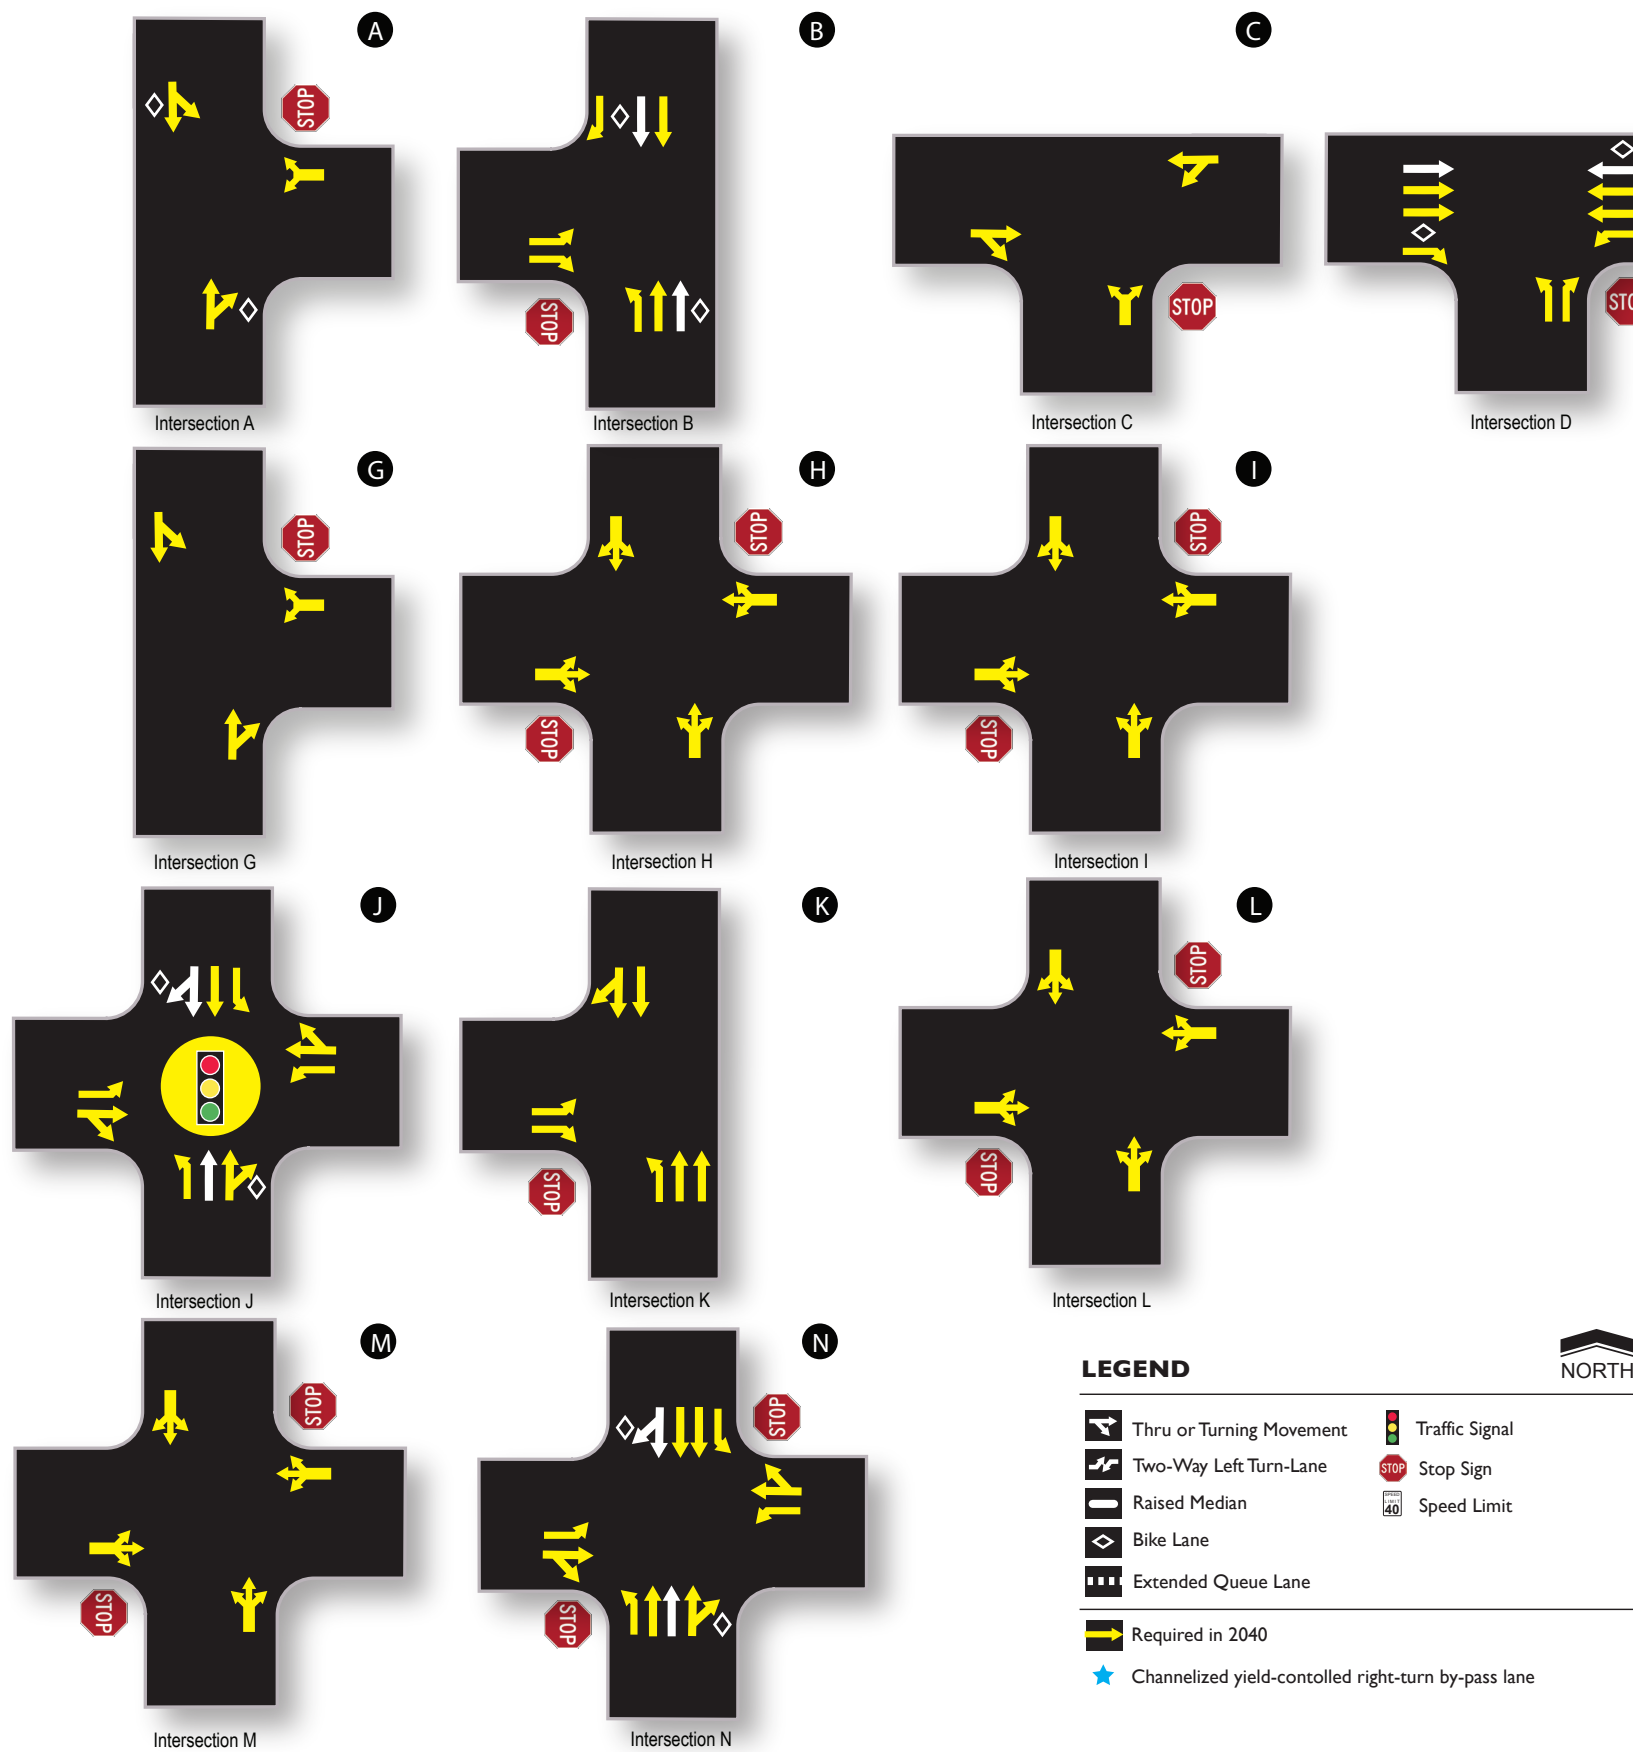 A
B
C
STOP
STOP
STOP
STO
Intersection A
Intersection B
Intersection C
Intersection D
G
H
I
STOP
STOP
STOP
STOP
STOP
Intersection G
Intersection H
Intersection I
J
K
L
STOP
STOP
STOP
Intersection J
Intersection K
Intersection L
M
N
STOP
STOP
STOP
STOP
Intersection M
Intersection N
LEGEND
NORTH
Thru or Turning Movement
Two-Way Left Turn-Lane
Raised Median
Bike Lane
Extended Queue Lane
Traffic Signal
STOP Stop Sign
SPEED LIMIT 40 Speed Limit
Required in 2040
Channelized yield-contolled right-turn by-pass lane